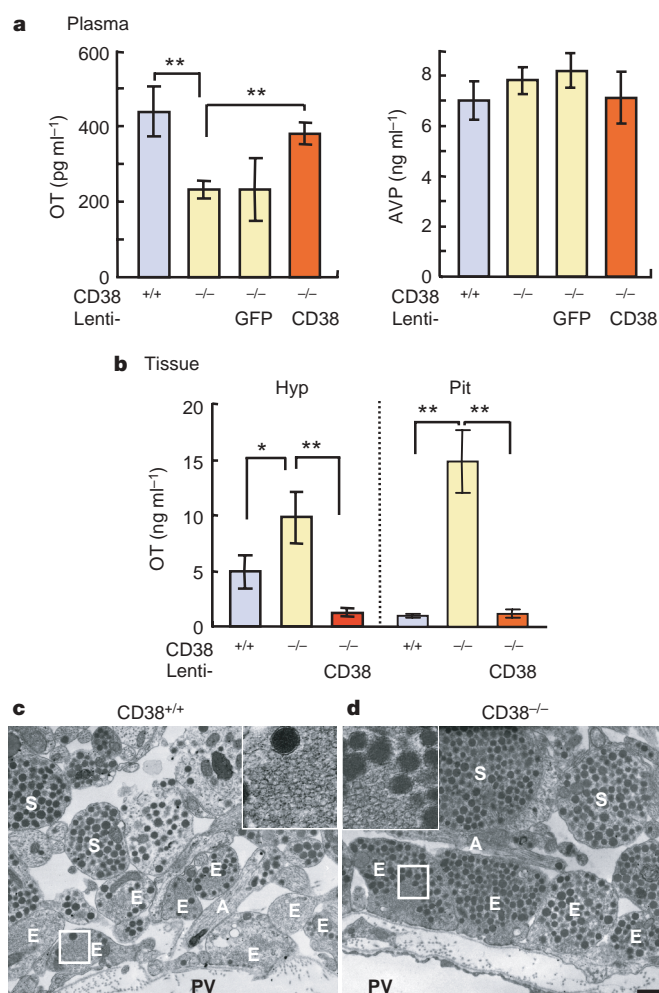 a Plasma
600
400
200
0
OT (pg ml⁻¹)
** **
CD38 +/+ –/– –/– –/–
Lenti- GFP CD38
8
6
4
2
0
AVP (ng ml⁻¹)
CD38 +/+ –/– –/– –/–
Lenti- GFP CD38
b Tissue
Hyp Pit
20
15
10
5
0
OT (ng ml⁻¹)
* ** ** **
CD38 +/+ –/– –/– +/+ –/– –/–
Lenti- CD38 CD38
c CD38+/+
S
S
E
E
E
E
A
E
E
E
E
PV
d CD38–/–
S
S
A
E
E
E
E
PV